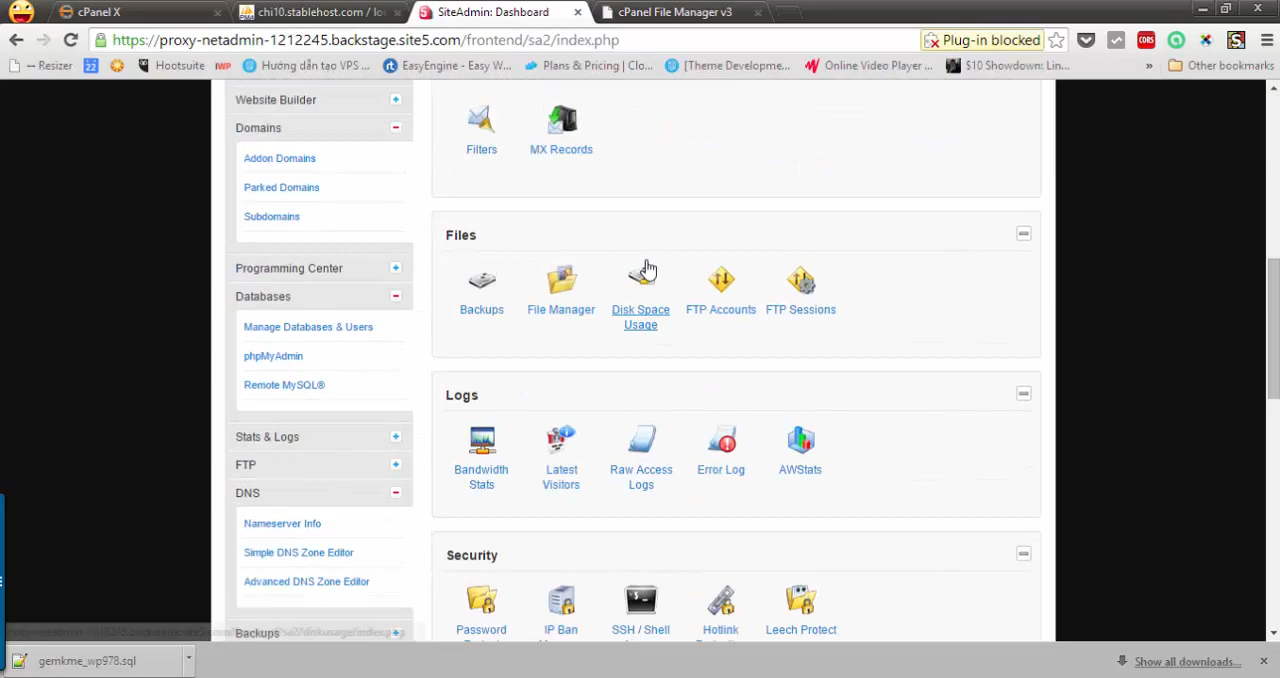 cPanel X
chi10.stablehost.com / lo
SiteAdmin: Dashboard
cPanel File Manager v3
https://proxy-netadmin-1212245.backstage.site5.com/frontend/sa2/index.php
Plug-in blocked
CORS
-- Resizer
22
Hootsuite
IWP
Hướng dẫn tạo VPS ...
EasyEngine - Easy W...
Plans & Pricing | Clo...
[Theme Developme...
Online Video Player ...
$10 Showdown: Lin...
»
Other bookmarks
Website Builder
Domains
Addon Domains
Parked Domains
Subdomains
Programming Center
Databases
Manage Databases & Users
phpMyAdmin
Remote MySQL®
Stats & Logs
FTP
DNS
Nameserver Info
Simple DNS Zone Editor
Advanced DNS Zone Editor
Backups
Filters
MX Records
Files
Backups
File Manager
Disk Space
Usage
FTP Accounts
FTP Sessions
Logs
Bandwidth
Stats
Latest
Visitors
Raw Access
Logs
Error Log
AWStats
Security
Password
IP Ban
SSH / Shell
Hotlink
Leech Protect
gemkme_wp978.sql
Show all downloads...